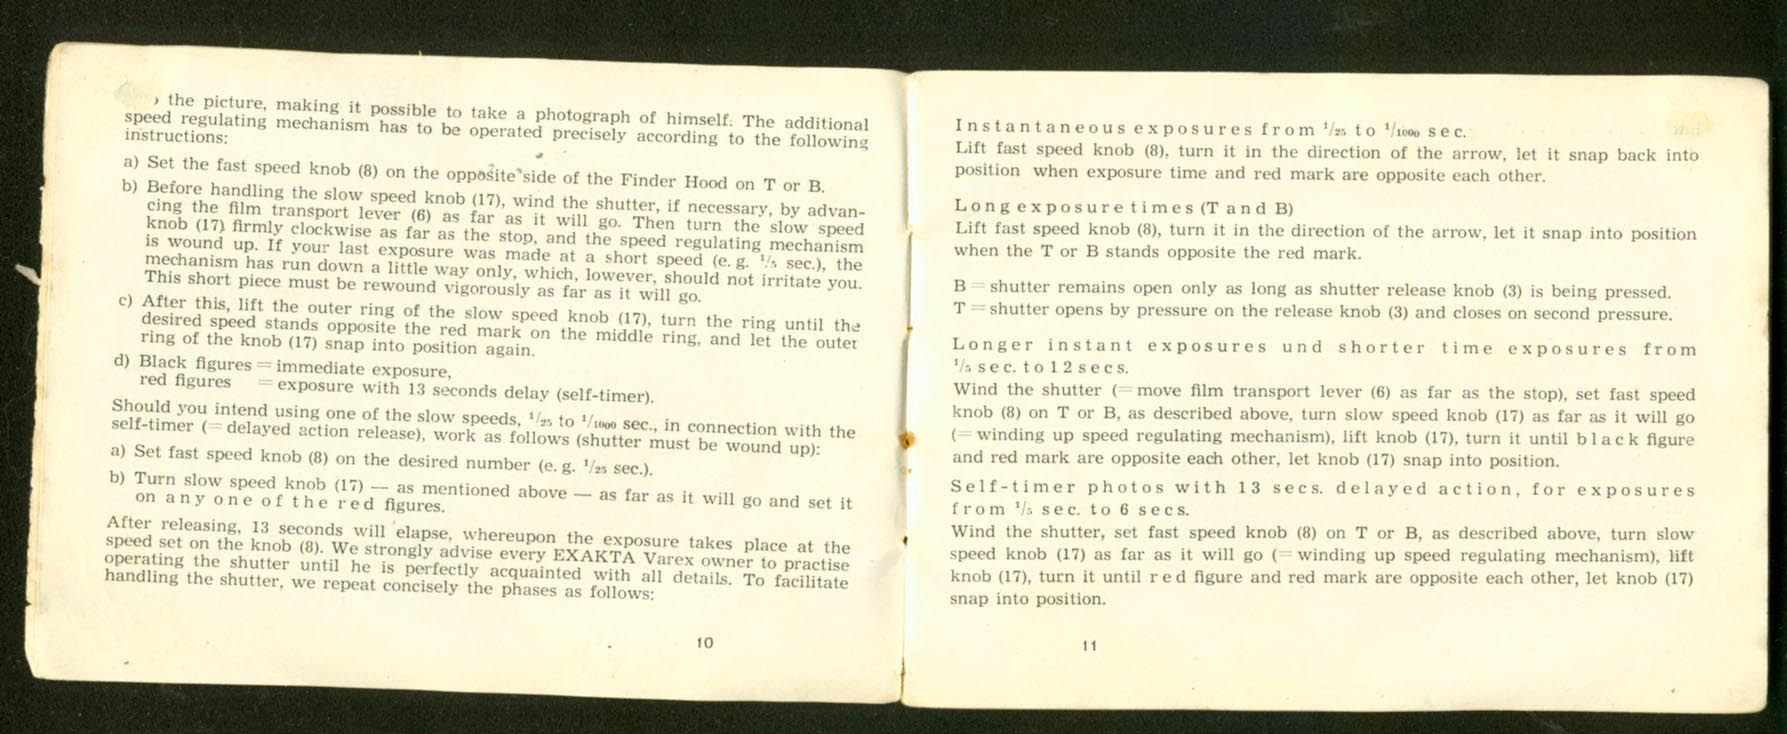 the picture, making it possible to take a photograph of himself. The additional
speed regulating mechanism has to be operated precisely according to the following
instructions:
a) Set the fast speed knob (8) on the opposite side of the Finder Hood on T or B.
b) Before handling the slow speed knob (17), wind the shutter, if necessary, by advan-
cing the film transport lever (6) as far as it will go. Then turn the slow speed
knob (17) firmly clockwise as far as the stop, and the speed regulating mechanism
is wound up. If your last exposure was made at a short speed (e. g. 1/5 sec.), the
mechanism has run down a little way only, which, however, should not irritate you.
This short piece must be rewound vigorously as far as it will go.
c) After this, lift the outer ring of the slow speed knob (17), turn the ring until the
desired speed stands opposite the red mark on the middle ring, and let the outer
ring of the knob (17) snap into position again.
d) Black figures = immediate exposure,
red figures = exposure with 13 seconds delay (self-timer).
Should you intend using one of the slow speeds, 1/25 to 1/1000 sec., in connection with the
self-timer (= delayed action release), work as follows (shutter must be wound up):
a) Set fast speed knob (8) on the desired number (e. g. 1/25 sec.).
b) Turn slow speed knob (17) — as mentioned above — as far as it will go and set it
on any one of the red figures.
After releasing, 13 seconds will elapse, whereupon the exposure takes place at the
speed set on the knob (8). We strongly advise every EXAKTA Varex owner to practise
operating the shutter until he is perfectly acquainted with all details. To facilitate
handling the shutter, we repeat concisely the phases as follows:
10
Instantaneous exposures from 1/25 to 1/1000 sec.
Lift fast speed knob (8), turn it in the direction of the arrow, let it snap back into
position when exposure time and red mark are opposite each other.
Long exposure times (T and B)
Lift fast speed knob (8), turn it in the direction of the arrow, let it snap into position
when the T or B stands opposite the red mark.
B = shutter remains open only as long as shutter release knob (3) is being pressed.
T = shutter opens by pressure on the release knob (3) and closes on second pressure.
Longer instant exposures und shorter time exposures from
1/5 sec. to 12 secs.
Wind the shutter (= move film transport lever (6) as far as the stop), set fast speed
knob (8) on T or B, as described above, turn slow speed knob (17) as far as it will go
(= winding up speed regulating mechanism), lift knob (17), turn it until black figure
and red mark are opposite each other, let knob (17) snap into position.
Self-timer photos with 13 secs. delayed action, for exposures
from 1/5 sec. to 6 secs.
Wind the shutter, set fast speed knob (8) on T or B, as described above, turn slow
speed knob (17) as far as it will go (= winding up speed regulating mechanism), lift
knob (17), turn it until red figure and red mark are opposite each other, let knob (17)
snap into position.
11